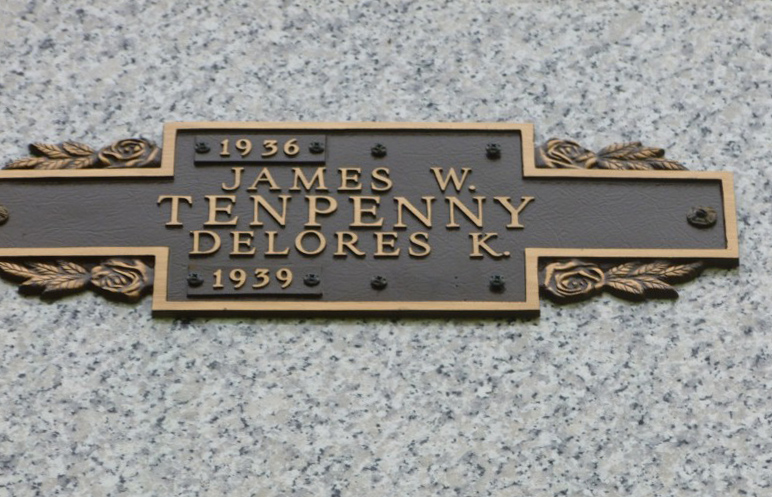 1936
JAMES W.
TENPENNY
DELORES K.
1939